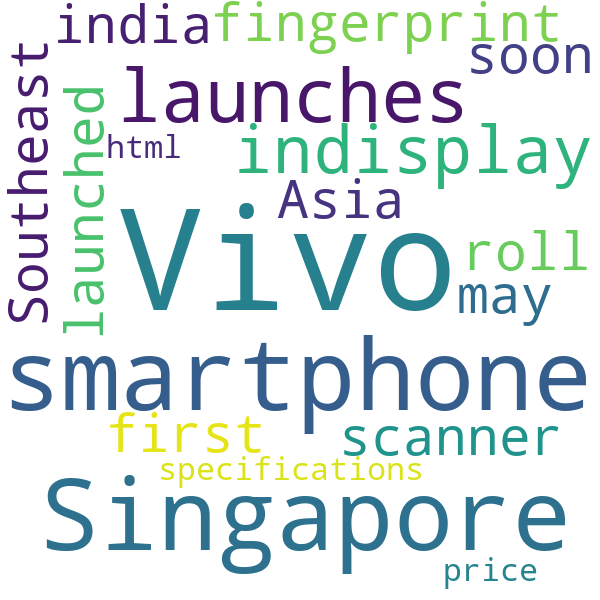 india
fingerprint
soon
Southeast
launches
launched
html
indisplay
Asia
Vivo
roll
may
smartphone
first
scanner
specifications
Singapore
price